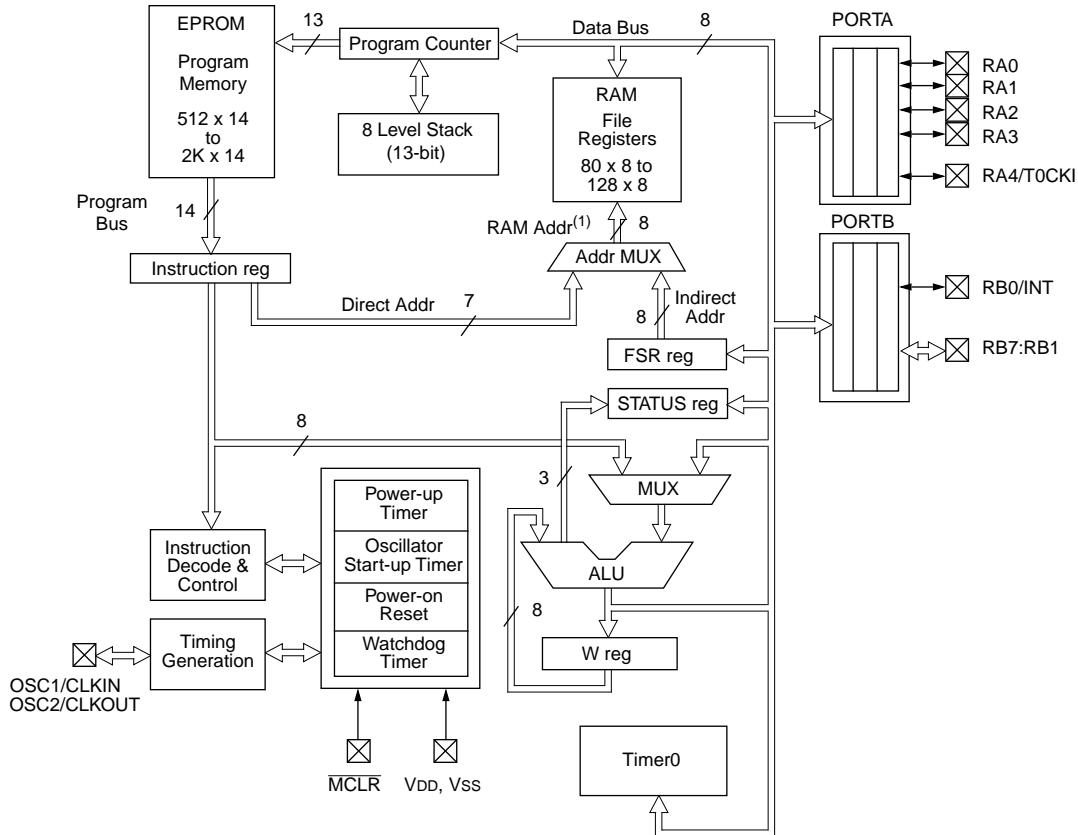 EPROM
Program
Memory
512 x 14
to
2K x 14
13
Program Counter
Data Bus
8
8 Level Stack
(13-bit)
RAM
File
Registers
80 x 8 to
128 x 8
PORTA
RA0
RA1
RA2
RA3
RA4/T0CKI
Program
Bus
14
RAM Addr(1)
8
Addr MUX
PORTB
Instruction reg
Direct Addr
7
8
Indirect
Addr
RB0/INT
RB7:RB1
FSR reg
STATUS reg
8
3
MUX
Power-up
Timer
Oscillator
Start-up Timer
Power-on
Reset
Watchdog
Timer
Instruction
Decode &
Control
ALU
8
W reg
Timing
Generation
OSC1/CLKIN
OSC2/CLKOUT
MCLR
VDD, VSS
Timer0